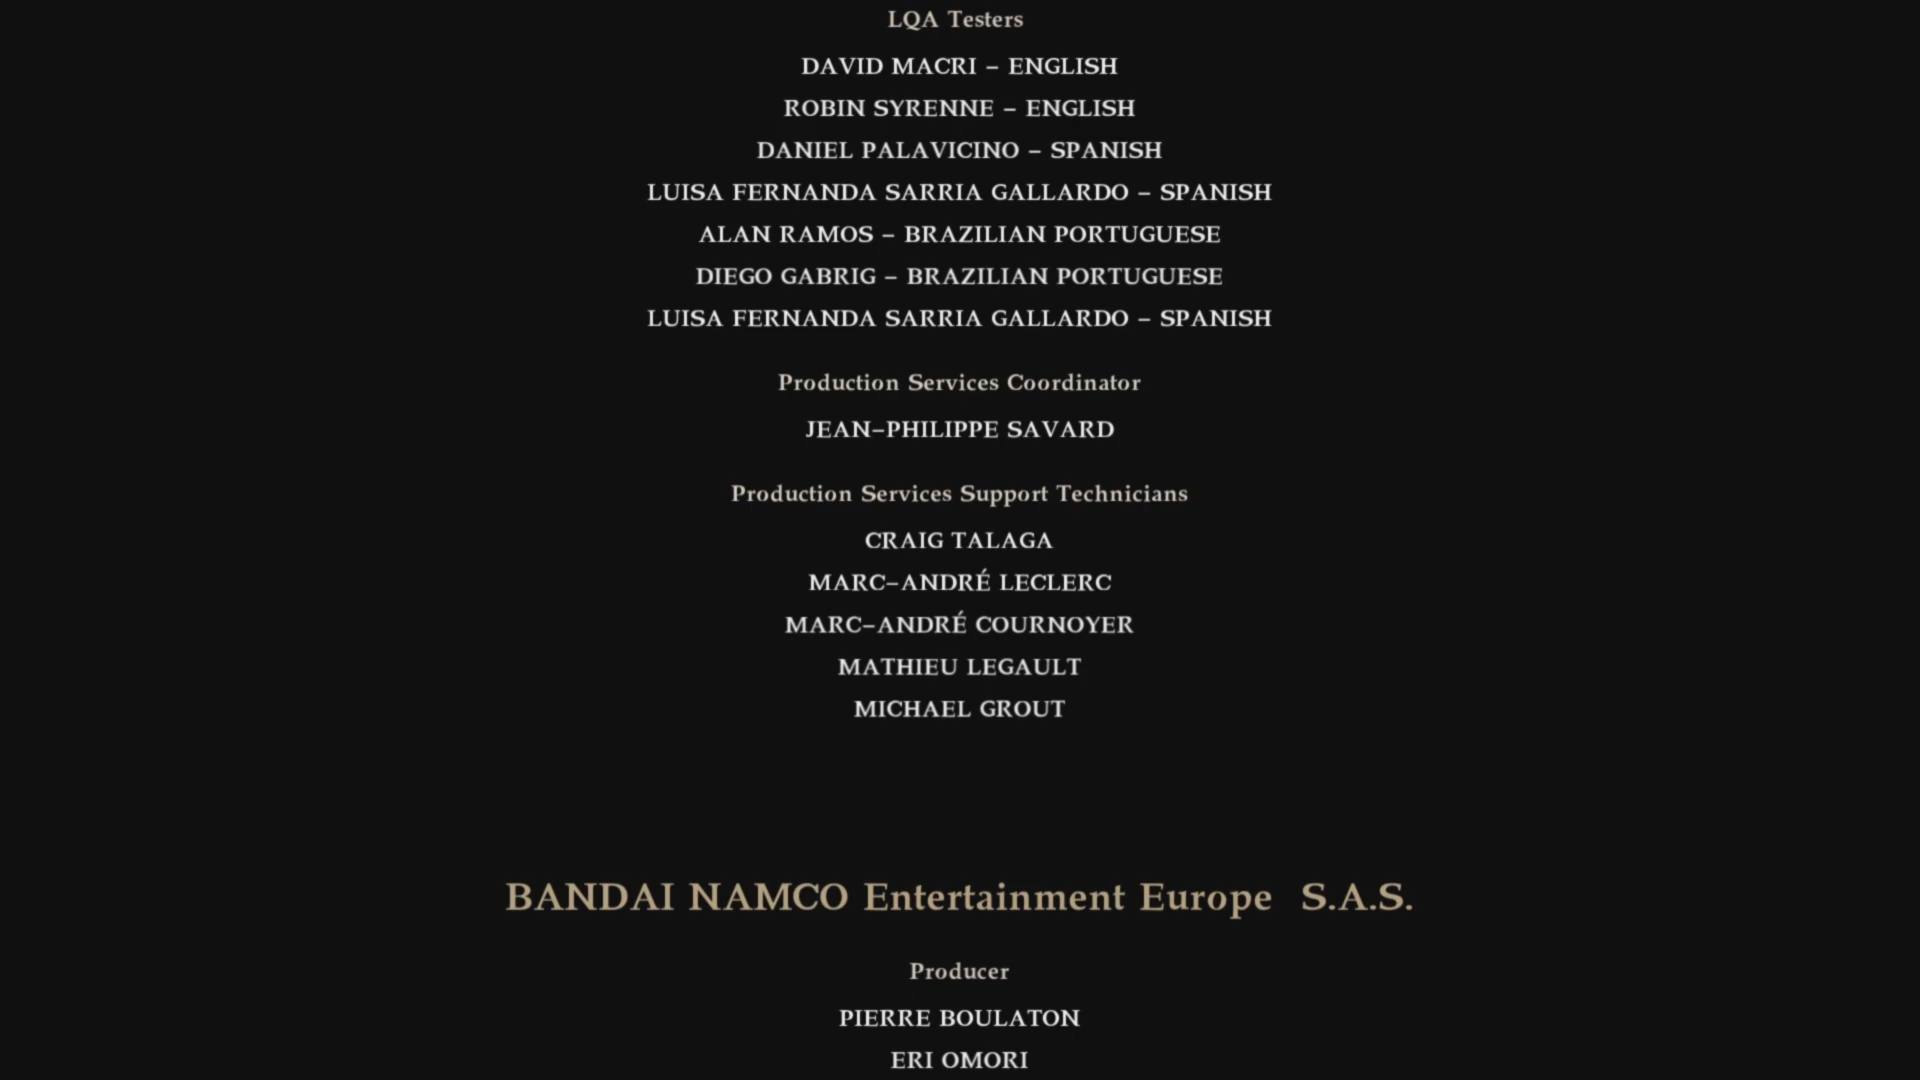 LQA Testers
DAVID MACRI – ENGLISH
ROBIN SYRENNE – ENGLISH
DANIEL PALAVICINO – SPANISH
LUISA FERNANDA SARRIA GALLARDO – SPANISH
ALAN RAMOS – BRAZILIAN PORTUGUESE
DIEGO GABRIG – BRAZILIAN PORTUGUESE
LUISA FERNANDA SARRIA GALLARDO – SPANISH
Production Services Coordinator
JEAN–PHILIPPE SAVARD
Production Services Support Technicians
CRAIG TALAGA
MARC–ANDRÉ LECLERC
MARC–ANDRÉ COURNOYER
MATHIEU LEGAULT
MICHAEL GROUT
BANDAI NAMCO Entertainment Europe S.A.S.
Producer
PIERRE BOULATON
ERI OMORI